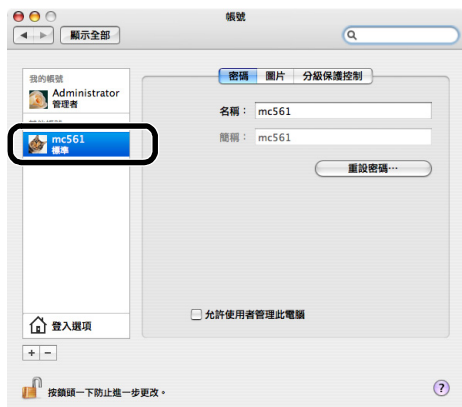 帳號
顯示全部
我的帳號
Administrator
管理者
mc561
標準
登入選項
+ −
密碼 圖片 分級保護控制
名稱： mc561
簡稱： mc561
重設密碼⋯
允許使用者管理此電腦
按鎖頭一下防止進一步更改。
?